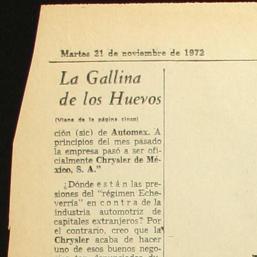 Martes 21 de noviembre de 1972
La Gallina
de los Huevos
(Viene de la página cinco)
ción (sic) de Automex. A
principios del mes pasado
la empresa pasó a ser ofi-
cialmente Chrysler de Mé-
xico, S. A."
¿Dónde están las pre-
siones del "régimen Eche-
verría" en contra de la
industria automotriz de
capitales extranjeros? Por
el contrario, creo que la
Chrysler acaba de hacer
uno de esos buenos nego-